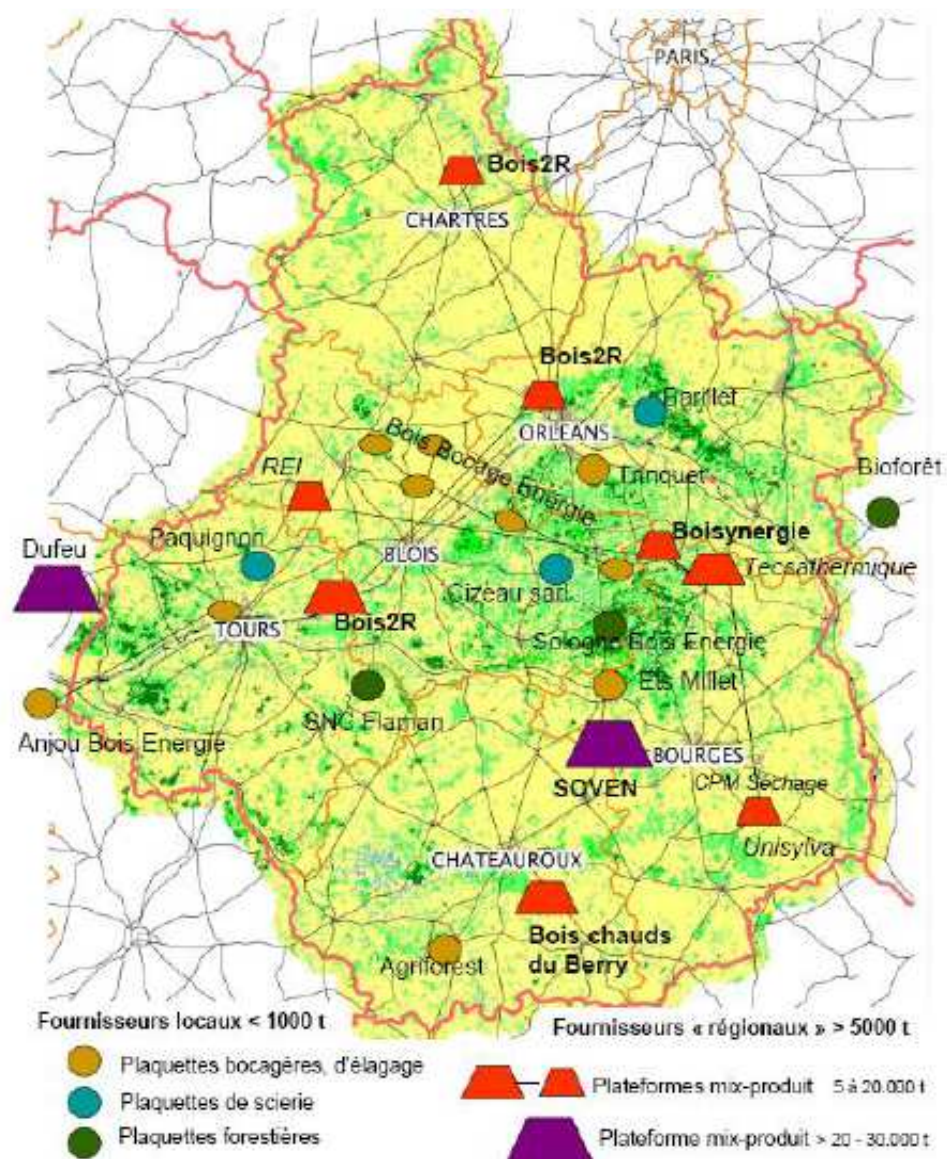 PARIS
Bois2R
CHARTRES
Bois2R
Barillet
ORLEANS
Bois Bocage Energie
REI
Tranquet
Bioforêt
Paquignon
Boisynergie
Dufeu
BLOIS
Cizeau sarl
Tecsathermique
Bois2R
TOURS
Sologne Bois Energie
Ets Millet
SNC Flaman
Anjou Bois Energie
BOURGES
SOVEN
CPM Séchage
Unisylva
CHATEAUROUX
Bois chauds
du Berry
Agriforest
Fournisseurs locaux < 1000 t
Plaquettes bocagères, d'élagage
Plaquettes de scierie
Plaquettes forestières
Fournisseurs « régionaux » > 5000 t
Plateformes mix-produit 5 à 20.000 t
Plateforme mix-produit > 20 - 30.000 t